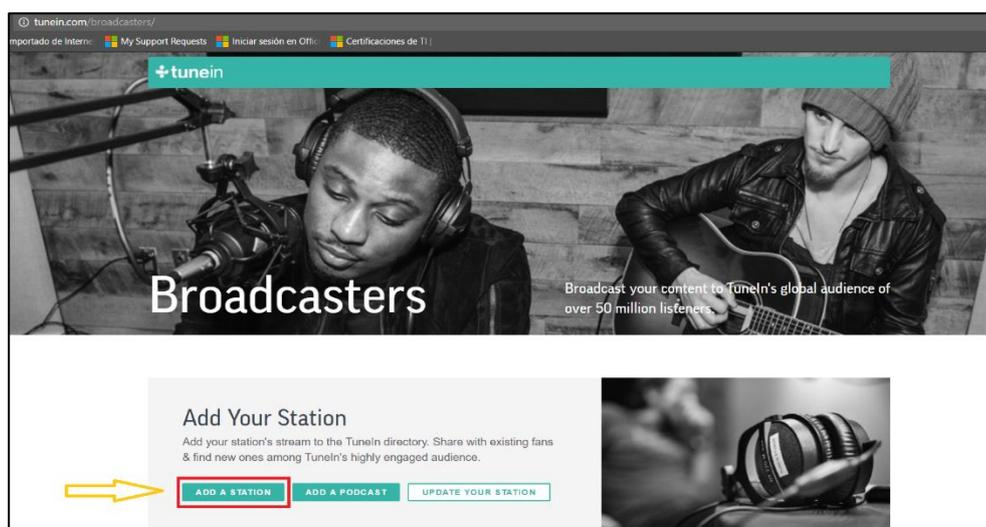 tunein.com/broadcasters/
mportado de Interne My Support Requests Iniciar sesión en Offic Certificaciones de TI |
tunein
Broadcasters
Broadcast your content to TuneIn's global audience of
over 50 million listeners.
Add Your Station
Add your station's stream to the TuneIn directory. Share with existing fans
& find new ones among TuneIn's highly engaged audience.
ADD A STATION ADD A PODCAST UPDATE YOUR STATION